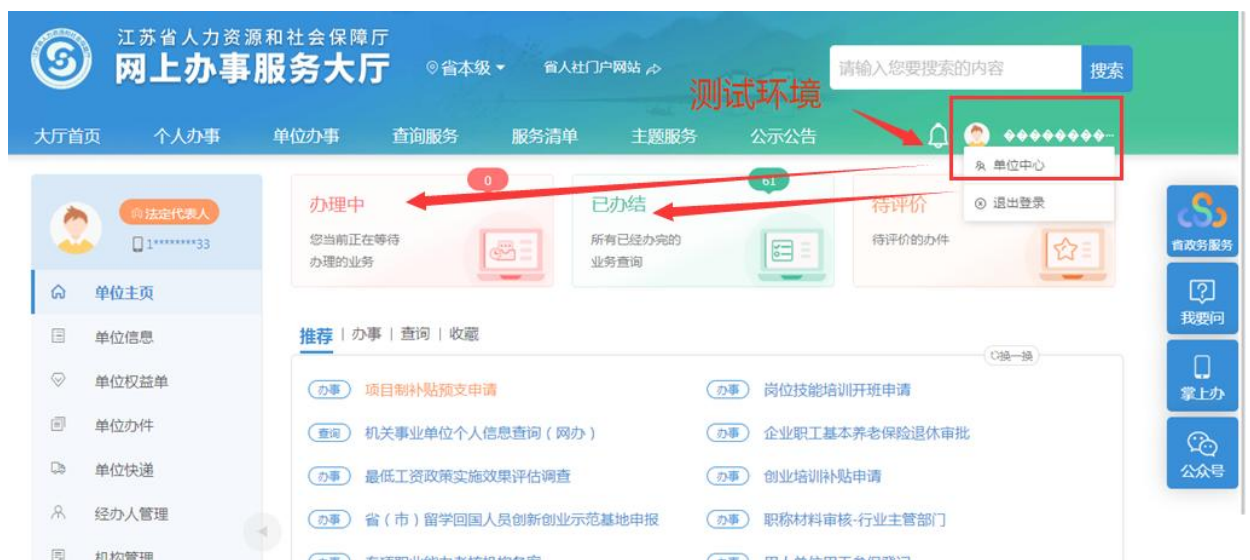 江苏省人力资源和社会保障厅
网上办事服务大厅
省本级
省人社门户网站
请输入您要搜索的内容
搜索
测试环境
大厅首页 个人办事 单位办事 查询服务 服务清单 主题服务 公示公告
���������...
单位中心
退出登录
法定代表人
1********33
单位主页
单位信息
单位权益单
单位办件
单位快递
经办人管理
机构管理
0
办理中
您当前正在等待
办理的业务
61
已办结
所有已经办完的
业务查询
待评价
待评价的办件
推荐 | 办事 | 查询 | 收藏
换一换
办事 项目制补贴预支申请
办事 岗位技能培训开班申请
查询 机关事业单位个人信息查询（网办）
办事 企业职工基本养老保险退休审批
办事 最低工资政策实施效果评估调查
办事 创业培训补贴申请
办事 省（市）留学回国人员创新创业示范基地申报
办事 职称材料审核-行业主管部门
省政务服务
我要问
掌上办
公众号